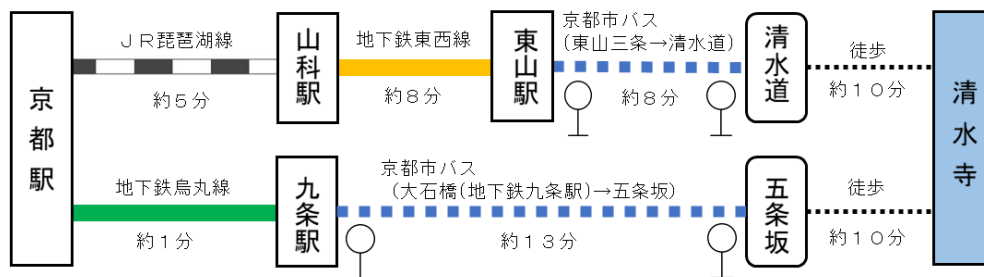 京都駅
ＪＲ琵琶湖線
約５分
山科駅
地下鉄東西線
約８分
東山駅
京都市バス
（東山三条→清水道）
約８分
清水道
徒歩
約１０分
清水寺
地下鉄烏丸線
約１分
九条駅
京都市バス
（大石橋（地下鉄九条駅）→五条坂）
約１３分
五条坂
徒歩
約１０分